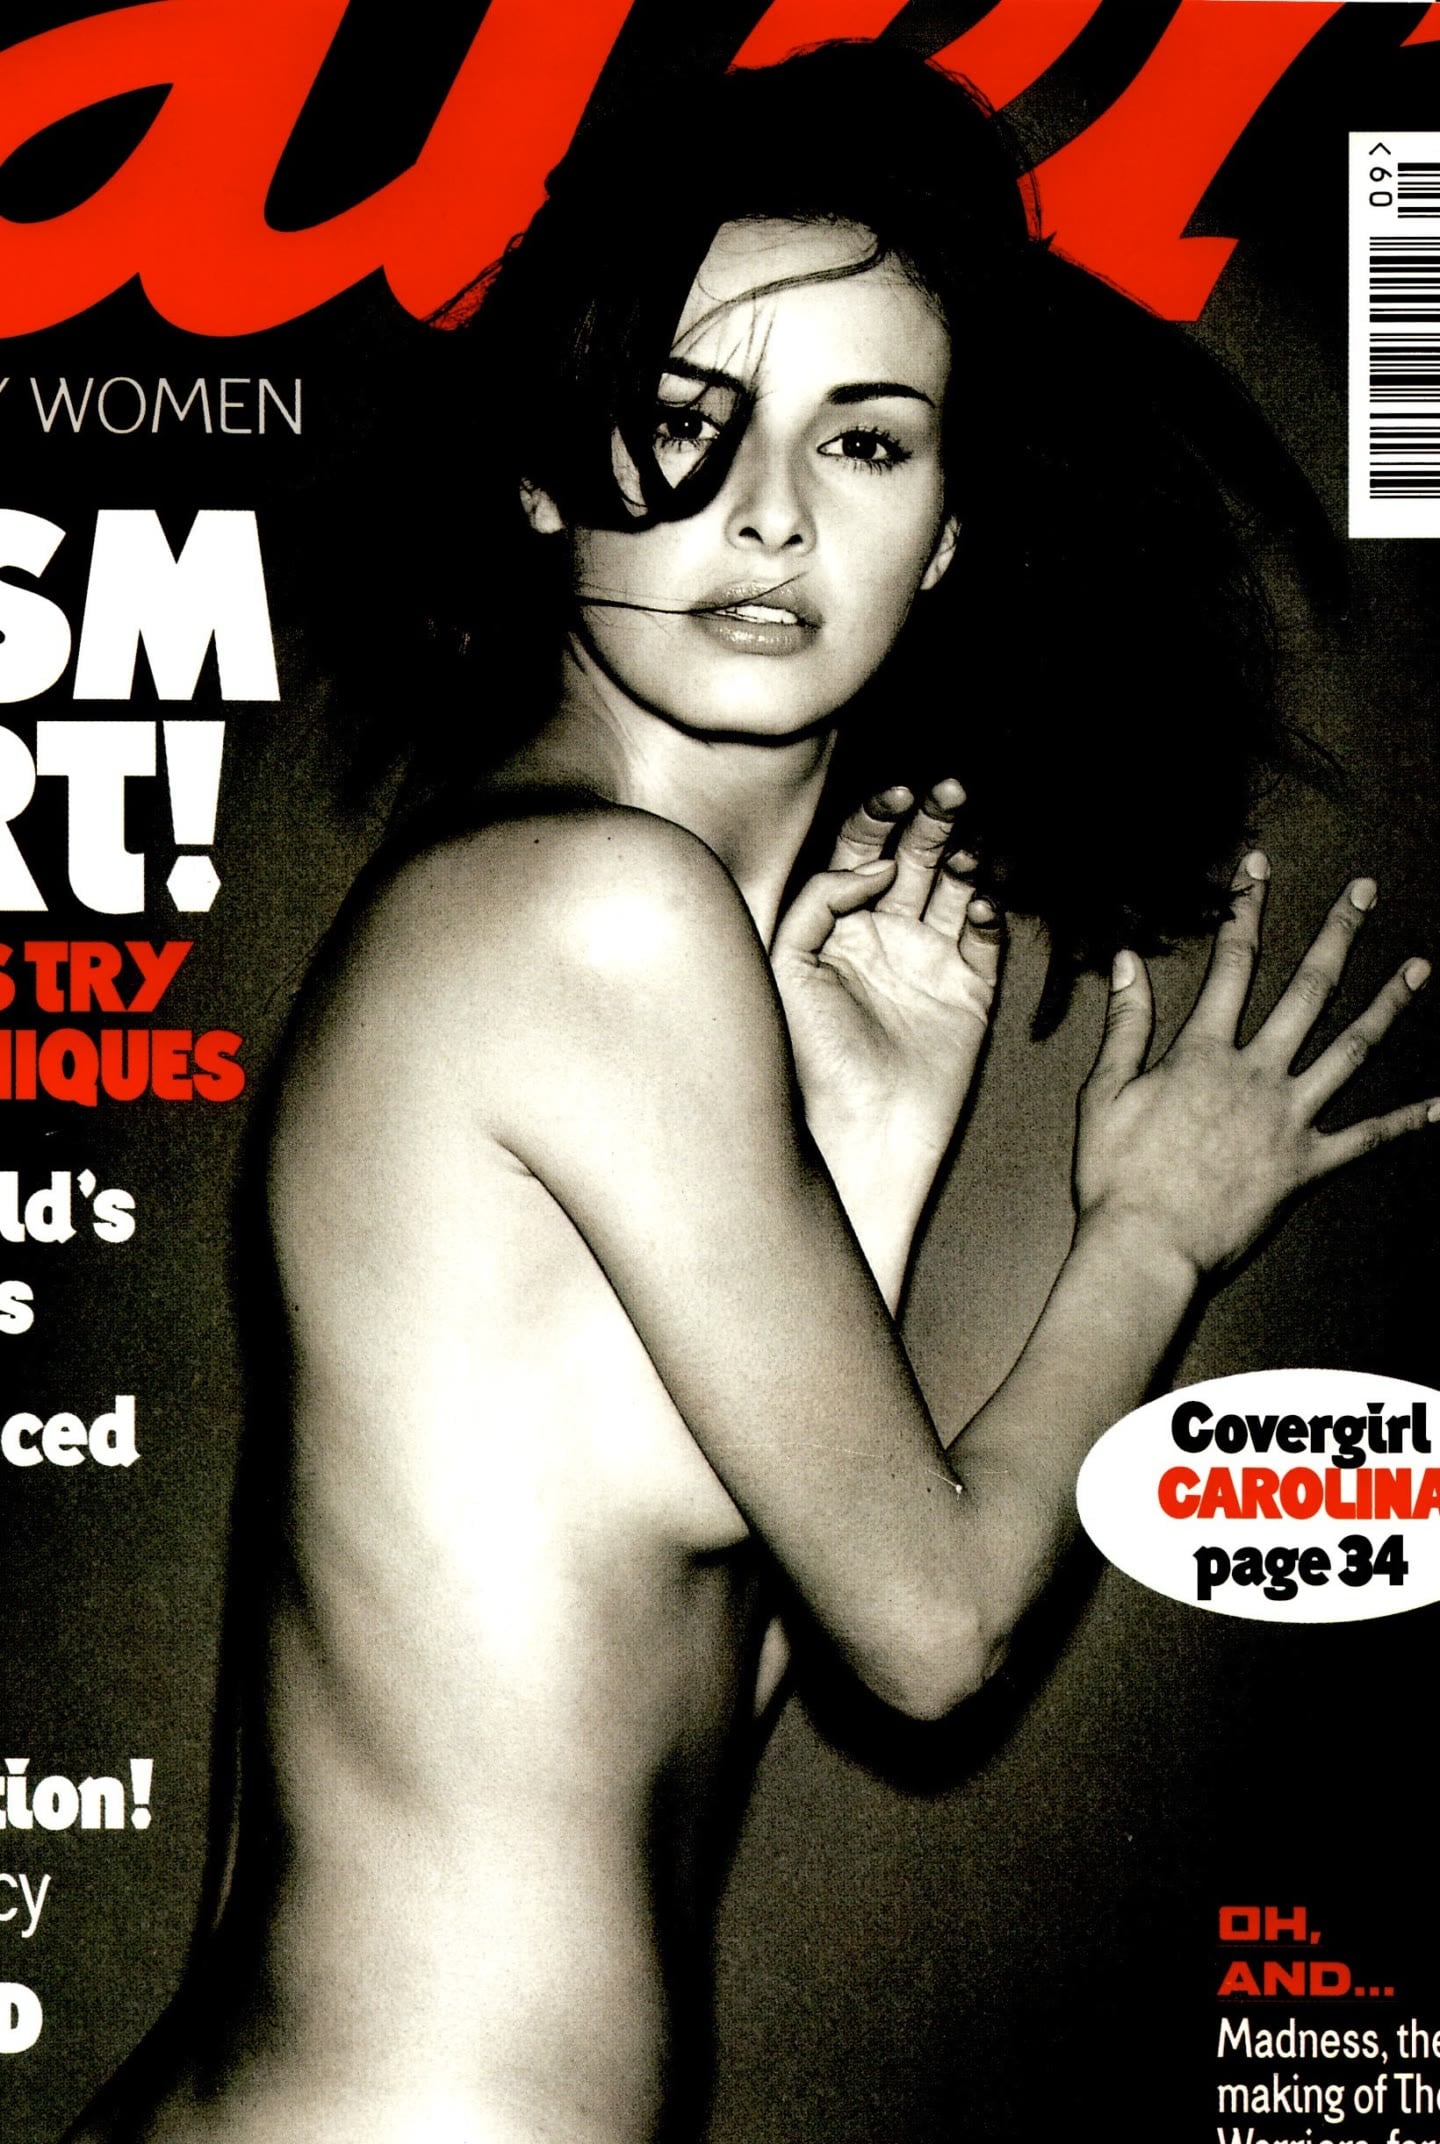 WOMEN
SM
RT!
S TRY
IQUES
ld's
s
ced
tion!
cy
D
<60
Covergirl
CAROLINA
page 34
OH,
AND...
Madness, the
making of The